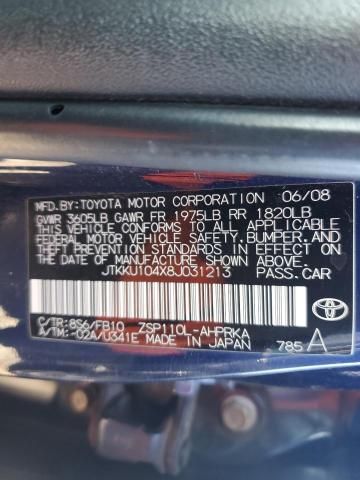 MFD.BY:TOYOTA MOTOR CORPORATION 06/08
GVWR 3605LB GAWR FR 1975LB RR 1820LB
THIS VEHICLE CONFORMS TO ALL APPLICABLE
FEDERAL MOTOR VEHICLE SAFETY, BUMPER, AND
THEFT PREVENTION STANDARDS IN EFFECT ON
THE DATE OF MANUFACTURE SHOWN ABOVE.
JTKKU104X8J031213 PASS.CAR
C/TR:8S6/FB10 ZSP110L-AHPRKA
A/TM:-02A/U341E MADE IN JAPAN 785 A